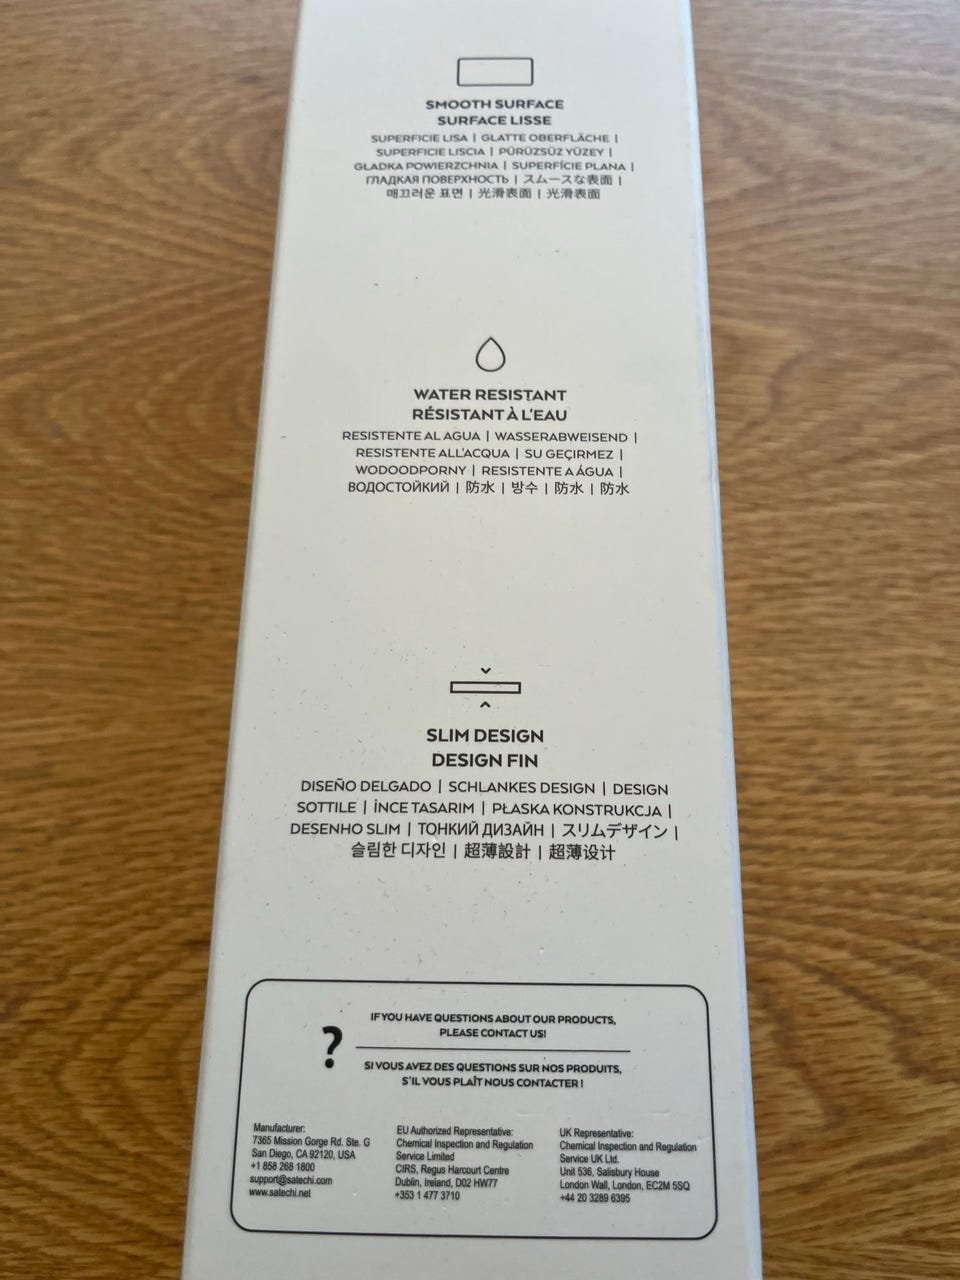 SMOOTH SURFACE
SURFACE LISSE
SUPERFICIE LISA | GLATTE OBERFLÄCHE |
SUPERFICIE LISCIA | PÜRÜZSÜZ YÜZEY |
GŁADKA POWIERZCHNIA | SUPERFÍCIE PLANA |
ГЛАДКАЯ ПОВЕРХНОСТЬ | スムースな表面 |
매끄러운 표면 | 光滑表面 | 光滑表面
WATER RESISTANT
RÉSISTANT À L'EAU
RESISTENTE AL AGUA | WASSERABWEISEND |
RESISTENTE ALL'ACQUA | SU GEÇIRMEZ |
WODOODPORNY | RESISTENTE A ÁGUA |
ВОДОСТОЙКИЙ | 防水 | 방수 | 防水 | 防水
SLIM DESIGN
DESIGN FIN
DISEÑO DELGADO | SCHLANKES DESIGN | DESIGN
SOTTILE | İNCE TASARIM | PŁASKA KONSTRUKCJA |
DESENHO SLIM | ТОНКИЙ ДИЗАЙН | スリムデザイン |
슬림한 디자인 | 超薄設計 | 超薄设计
?
IF YOU HAVE QUESTIONS ABOUT OUR PRODUCTS,
PLEASE CONTACT US!
SI VOUS AVEZ DES QUESTIONS SUR NOS PRODUITS,
S'IL VOUS PLAÎT NOUS CONTACTER !
Manufacturer:
7365 Mission Gorge Rd. Ste. G
San Diego, CA 92120, USA
+1 858 268 1800
support@satechi.com
www.satechi.net
EU Authorized Representative:
Chemical Inspection and Regulation
Service Limited
CIRS, Regus Harcourt Centre
Dublin, Ireland, D02 HW77
+353 1 477 3710
UK Representative:
Chemical Inspection and Regulation
Service UK Ltd.
Unit 536, Salisbury House
London Wall, London, EC2M 5SQ
+44 20 3289 6395